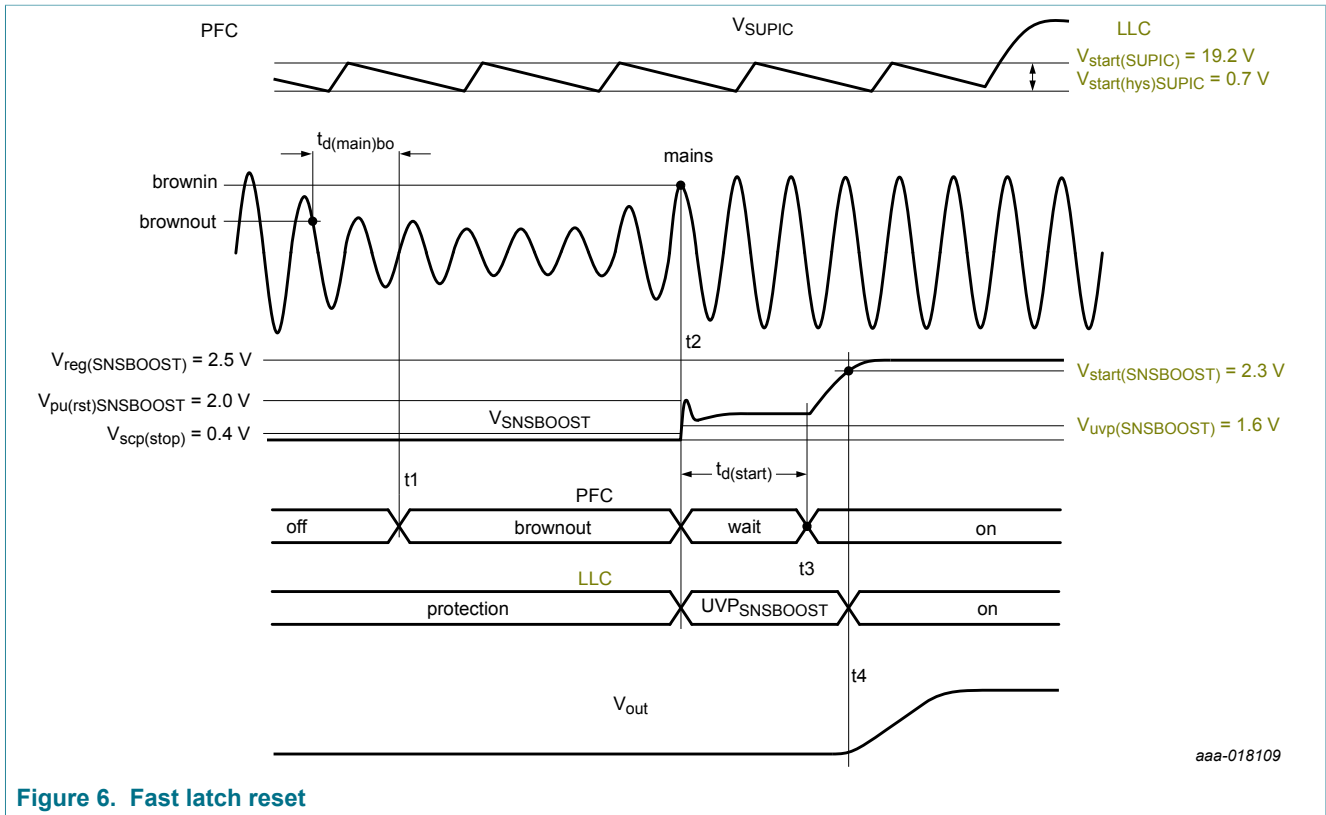 PFC
VSUPIC
LLC
Vstart(SUPIC) = 19.2 V
Vstart(hys)SUPIC = 0.7 V
td(main)bo
mains
brownin
brownout
t2
Vreg(SNSBOOST) = 2.5 V
Vstart(SNSBOOST) = 2.3 V
Vpu(rst)SNSBOOST = 2.0 V
VSNSBOOST
Vuvp(SNSBOOST) = 1.6 V
Vscp(stop) = 0.4 V
td(start)
t1
PFC
off
brownout
wait
on
t3
LLC
protection
UVPSNSBOOST
on
t4
Vout
aaa-018109
Figure 6. Fast latch reset